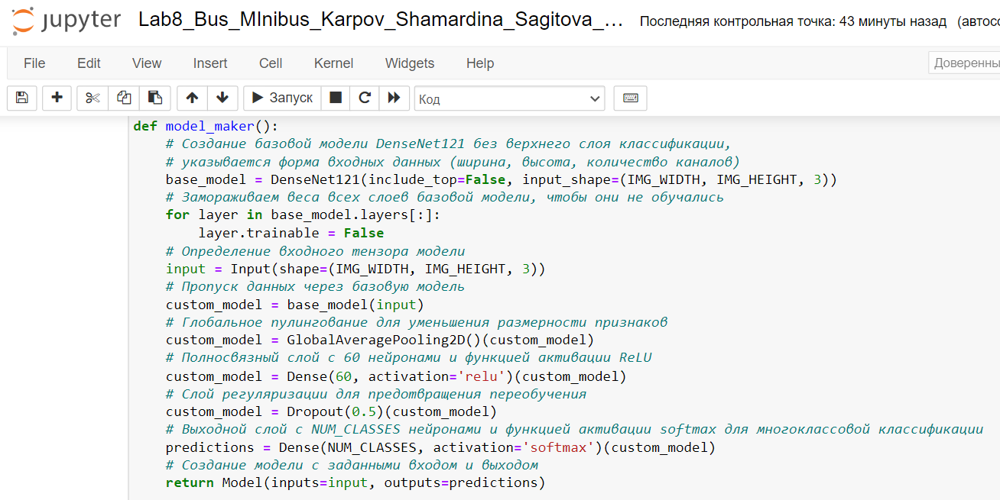 jupyter Lab8_Bus_MInibus_Karpov_Shamardina_Sagitova_... Последняя контрольная точка: 43 минуты назад (автосо
File Edit View Insert Cell Kernel Widgets Help Доверенны
Запуск Код
def model_maker():
    # Создание базовой модели DenseNet121 без верхнего слоя классификации,
    # указывается форма входных данных (ширина, высота, количество каналов)
    base_model = DenseNet121(include_top=False, input_shape=(IMG_WIDTH, IMG_HEIGHT, 3))
    # Замораживаем веса всех слоев базовой модели, чтобы они не обучались
    for layer in base_model.layers[:]:
        layer.trainable = False
    # Определение входного тензора модели
    input = Input(shape=(IMG_WIDTH, IMG_HEIGHT, 3))
    # Пропуск данных через базовую модель
    custom_model = base_model(input)
    # Глобальное пулингование для уменьшения размерности признаков
    custom_model = GlobalAveragePooling2D()(custom_model)
    # Полносвязный слой с 60 нейронами и функцией активации ReLU
    custom_model = Dense(60, activation='relu')(custom_model)
    # Слой регуляризации для предотвращения переобучения
    custom_model = Dropout(0.5)(custom_model)
    # Выходной слой с NUM_CLASSES нейронами и функцией активации softmax для многоклассовой классификации
    predictions = Dense(NUM_CLASSES, activation='softmax')(custom_model)
    # Создание модели с заданными входом и выходом
    return Model(inputs=input, outputs=predictions)